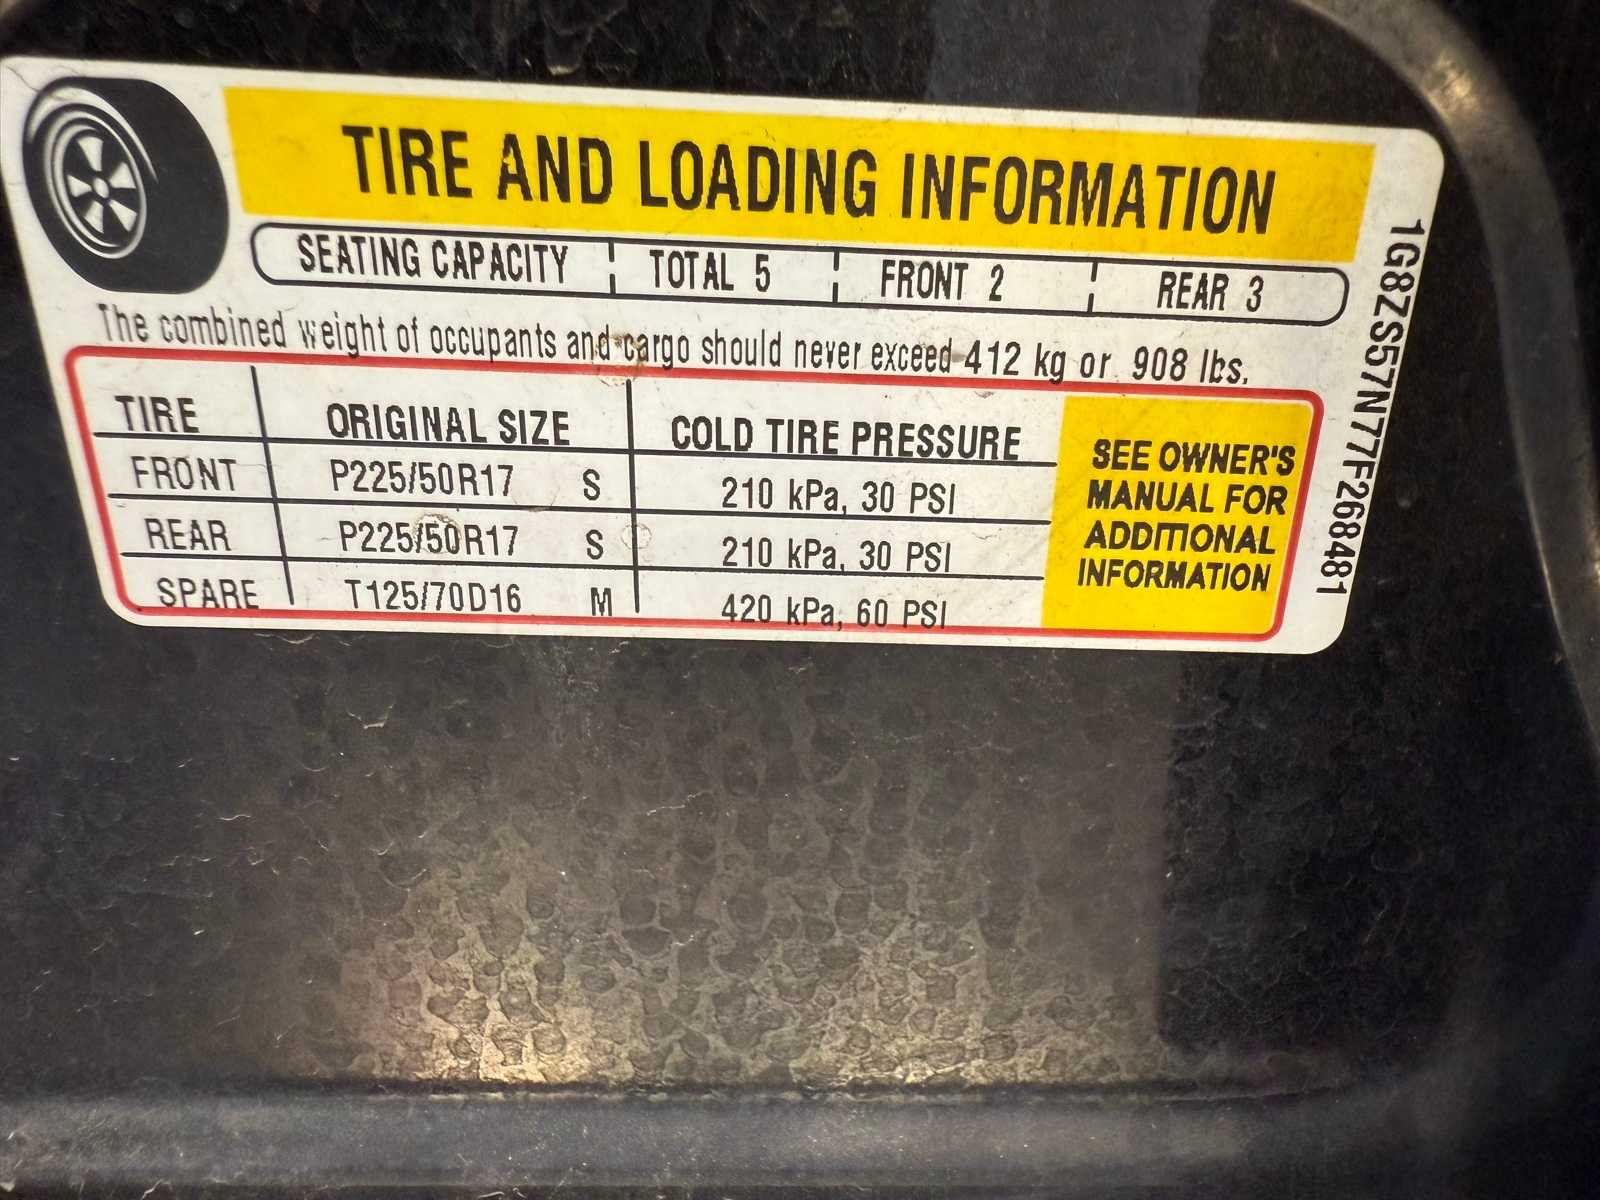 TIRE AND LOADING INFORMATION
SEATING CAPACITY TOTAL 5 FRONT 2 REAR 3
The combined weight of occupants and cargo should never exceed 412 kg or 908 lbs.
TIRE ORIGINAL SIZE COLD TIRE PRESSURE
FRONT P225/50R17 S 210 kPa, 30 PSI
REAR P225/50R17 S 210 kPa, 30 PSI
SPARE T125/70D16 M 420 kPa, 60 PSI
SEE OWNER'S
MANUAL FOR
ADDITIONAL
INFORMATION
1G8ZS57N77F268481